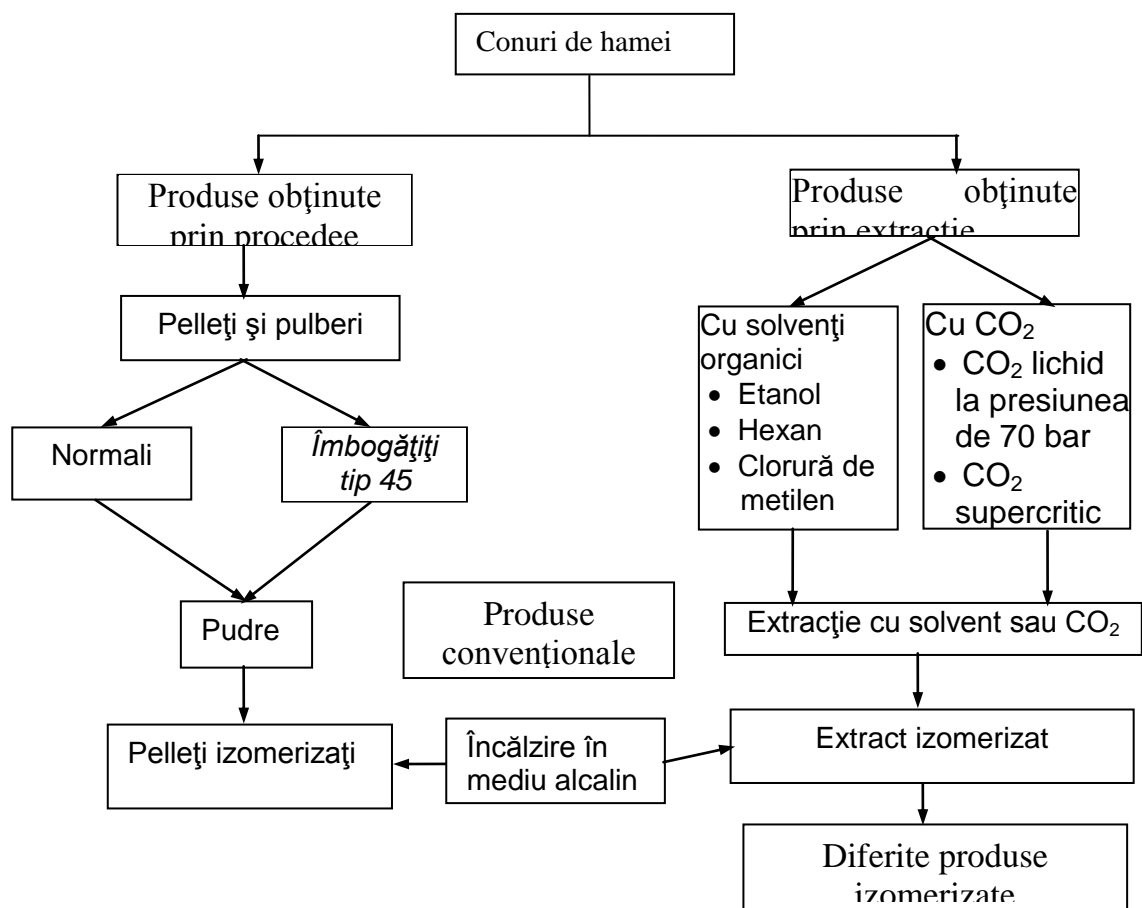 Conuri de hamei
Produse obţinute
prin procedee
Produse obţinute
prin extracţie
Pelleţi şi pulberi
Cu solvenţi
organici
• Etanol
• Hexan
• Clorură de
metilen
Cu CO₂
• CO₂ lichid
la presiunea
de 70 bar
• CO₂
supercritic
Normali
Îmbogăţiţi
tip 45
Pudre
Produse
convenţionale
Extracţie cu solvent sau CO₂
Pelleţi izomerizaţi
Încălzire în
mediu alcalin
Extract izomerizat
Diferite produse
izomerizate